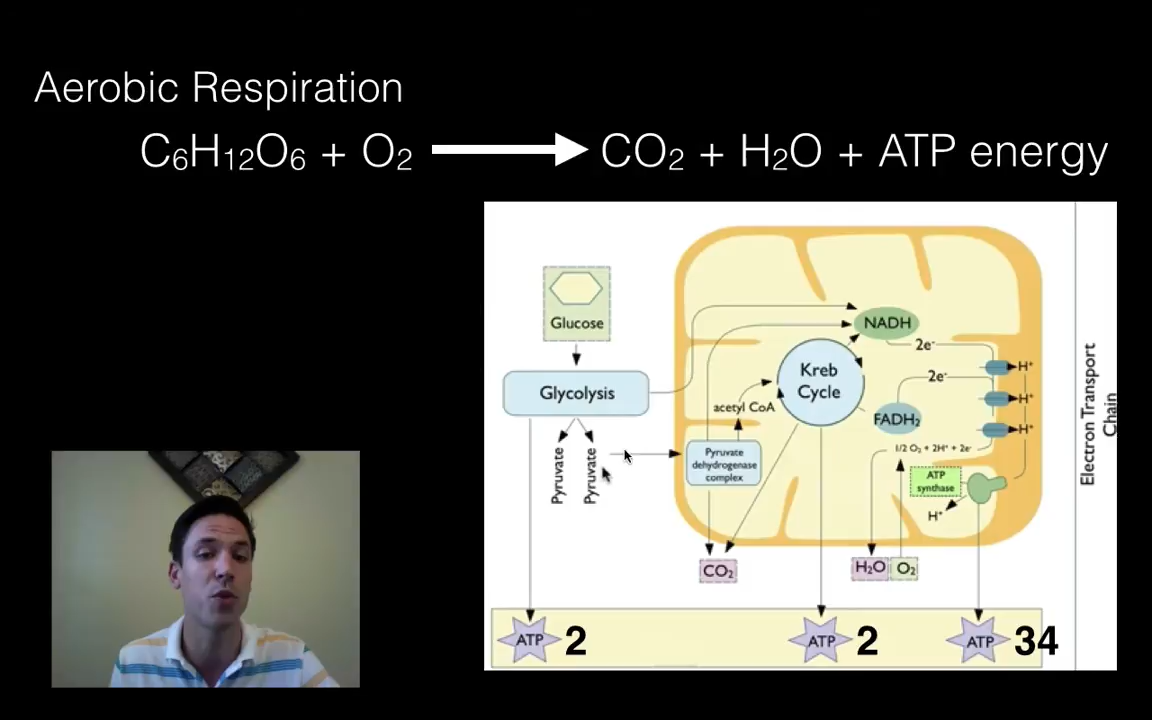 Aerobic Respiration
C₆H₁₂O₆ + O₂ → CO₂ + H₂O + ATP energy
Glucose
Glycolysis
Pyruvate
Pyruvate
Pyruvate
dehydrogenase
complex
acetyl CoA
Kreb
Cycle
NADH
2e⁻
2e⁻
FADH₂
1/2 O₂ + 2H⁺ + 2e⁻
ATP
synthase
H⁺
H⁺
H⁺
H⁺
CO₂
H₂O
O₂
ATP 2
ATP 2
ATP 34
Electron Transport
Chain